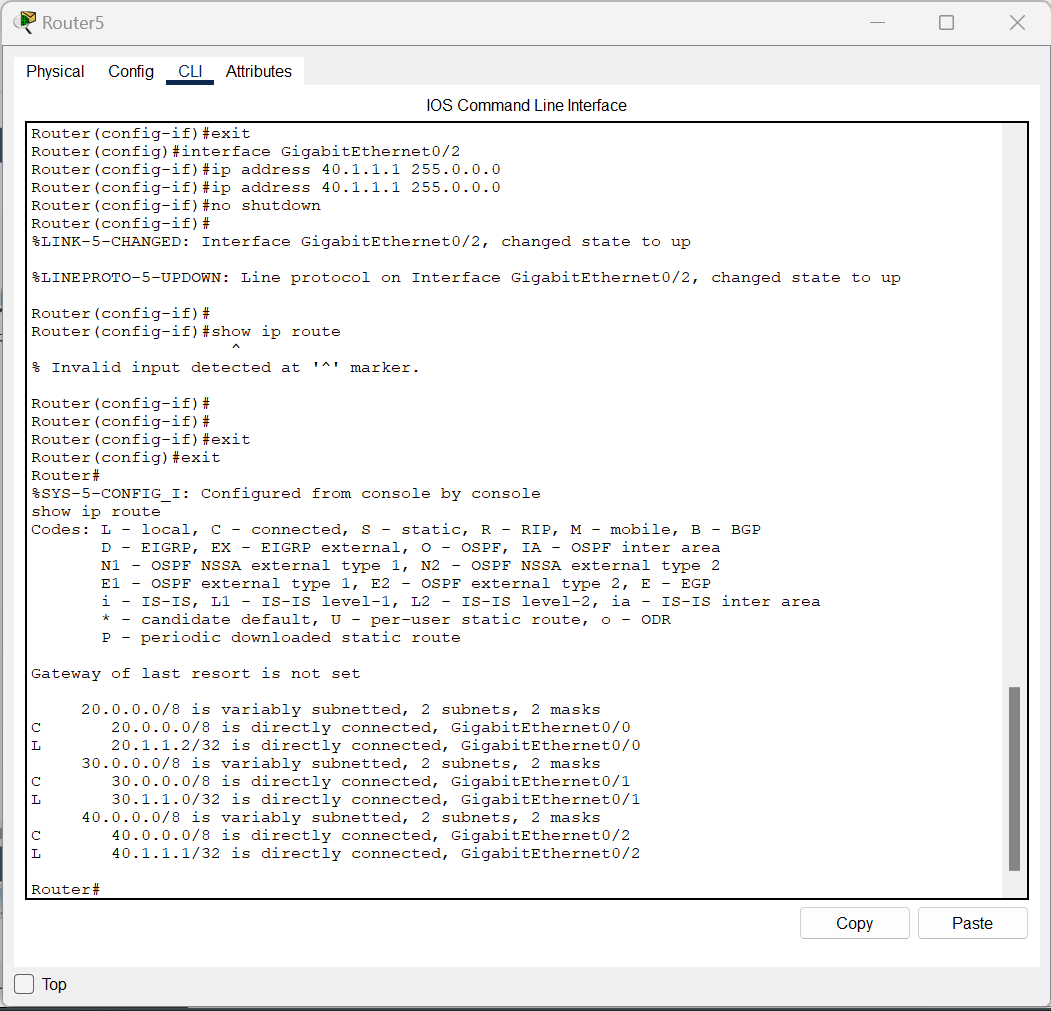 Router5
Physical Config CLI Attributes
IOS Command Line Interface
Router(config-if)#exit
Router(config)#interface GigabitEthernet0/2
Router(config-if)#ip address 40.1.1.1 255.0.0.0
Router(config-if)#ip address 40.1.1.1 255.0.0.0
Router(config-if)#no shutdown
Router(config-if)#
%LINK-5-CHANGED: Interface GigabitEthernet0/2, changed state to up
%LINEPROTO-5-UPDOWN: Line protocol on Interface GigabitEthernet0/2, changed state to up
Router(config-if)#
Router(config-if)#show ip route
^
% Invalid input detected at '^' marker.
Router(config-if)#
Router(config-if)#
Router(config-if)#exit
Router(config)#exit
Router#
%SYS-5-CONFIG_I: Configured from console by console
show ip route
Codes: L - local, C - connected, S - static, R - RIP, M - mobile, B - BGP
D - EIGRP, EX - EIGRP external, O - OSPF, IA - OSPF inter area
N1 - OSPF NSSA external type 1, N2 - OSPF NSSA external type 2
E1 - OSPF external type 1, E2 - OSPF external type 2, E - EGP
i - IS-IS, L1 - IS-IS level-1, L2 - IS-IS level-2, ia - IS-IS inter area
* - candidate default, U - per-user static route, o - ODR
P - periodic downloaded static route
Gateway of last resort is not set
20.0.0.0/8 is variably subnetted, 2 subnets, 2 masks
C 20.0.0.0/8 is directly connected, GigabitEthernet0/0
L 20.1.1.2/32 is directly connected, GigabitEthernet0/0
30.0.0.0/8 is variably subnetted, 2 subnets, 2 masks
C 30.0.0.0/8 is directly connected, GigabitEthernet0/1
L 30.1.1.0/32 is directly connected, GigabitEthernet0/1
40.0.0.0/8 is variably subnetted, 2 subnets, 2 masks
C 40.0.0.0/8 is directly connected, GigabitEthernet0/2
L 40.1.1.1/32 is directly connected, GigabitEthernet0/2
Router#
Copy Paste
Top